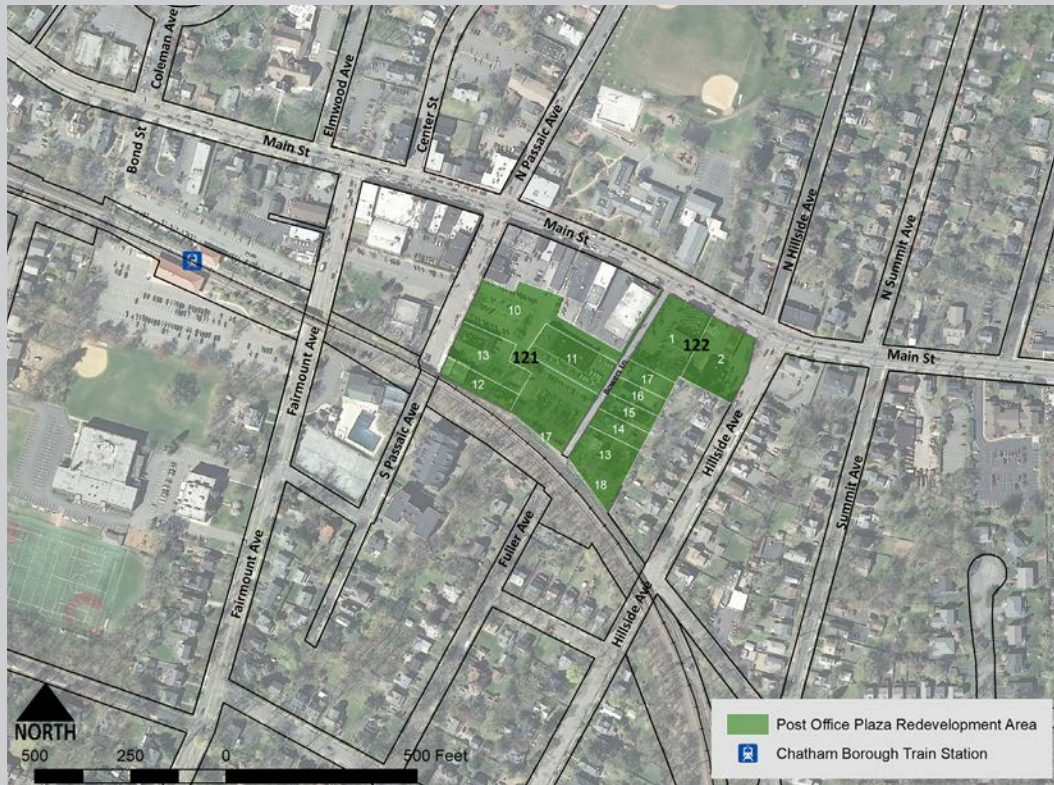 Coleman Ave
Elmwood Ave
Center St
N Passaic Ave
Bond St
Main St
Main St
N Hillside Ave
N Summit Ave
10
13
121
11
12
17
Bowers Ln
1
122
2
17
16
15
14
13
18
Main St
Fairmount Ave
S Passaic Ave
Hillside Ave
Summit Ave
Fuller Ave
Fairmount Ave
Hillside Ave
NORTH
500 250 0 500 Feet
Post Office Plaza Redevelopment Area
Chatham Borough Train Station